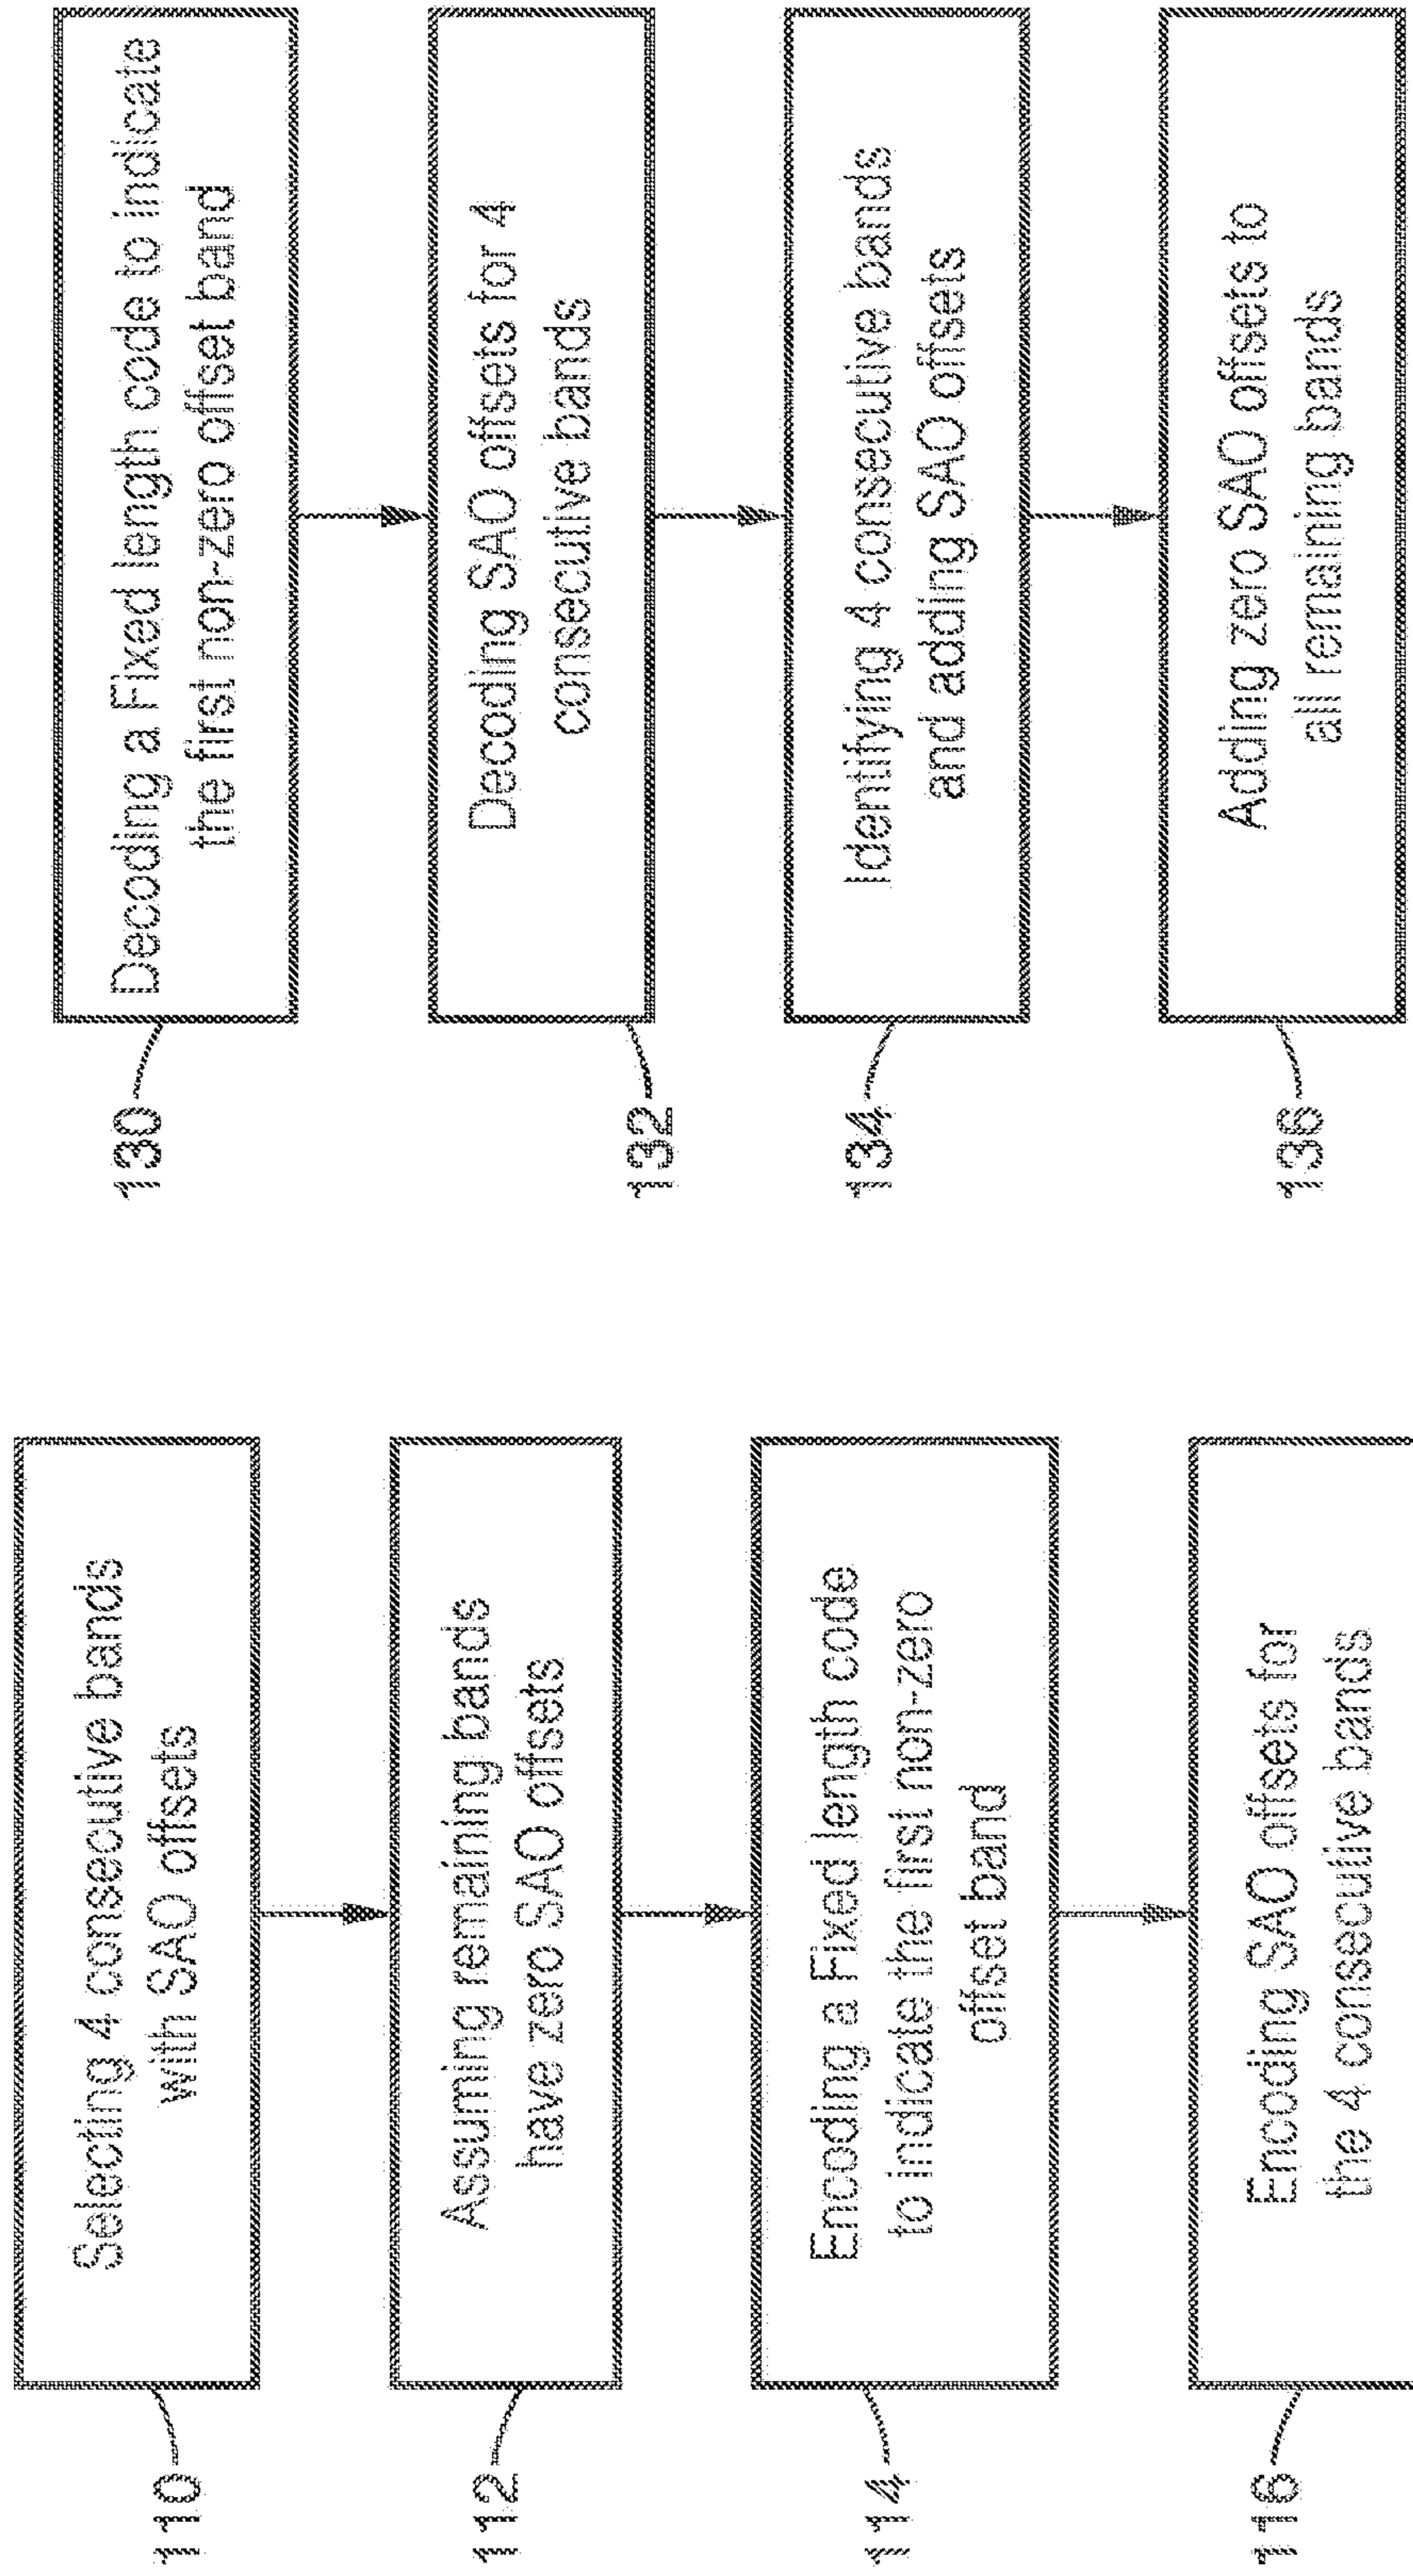 110
Selecting 4 consecutive bands
with SAO offsets
112
Assuming remaining bands
have zero SAO offsets
114
Encoding a Fixed length code
to indicate the first non-zero
offset band
116
Encoding SAO offsets for
the 4 consecutive bands
130
Decoding a Fixed length code to indicate
the first non-zero offset band
132
Decoding SAO offsets for 4
consecutive bands
134
Identifying 4 consecutive bands
and adding SAO offsets
136
Adding zero SAO offsets to
all remaining bands